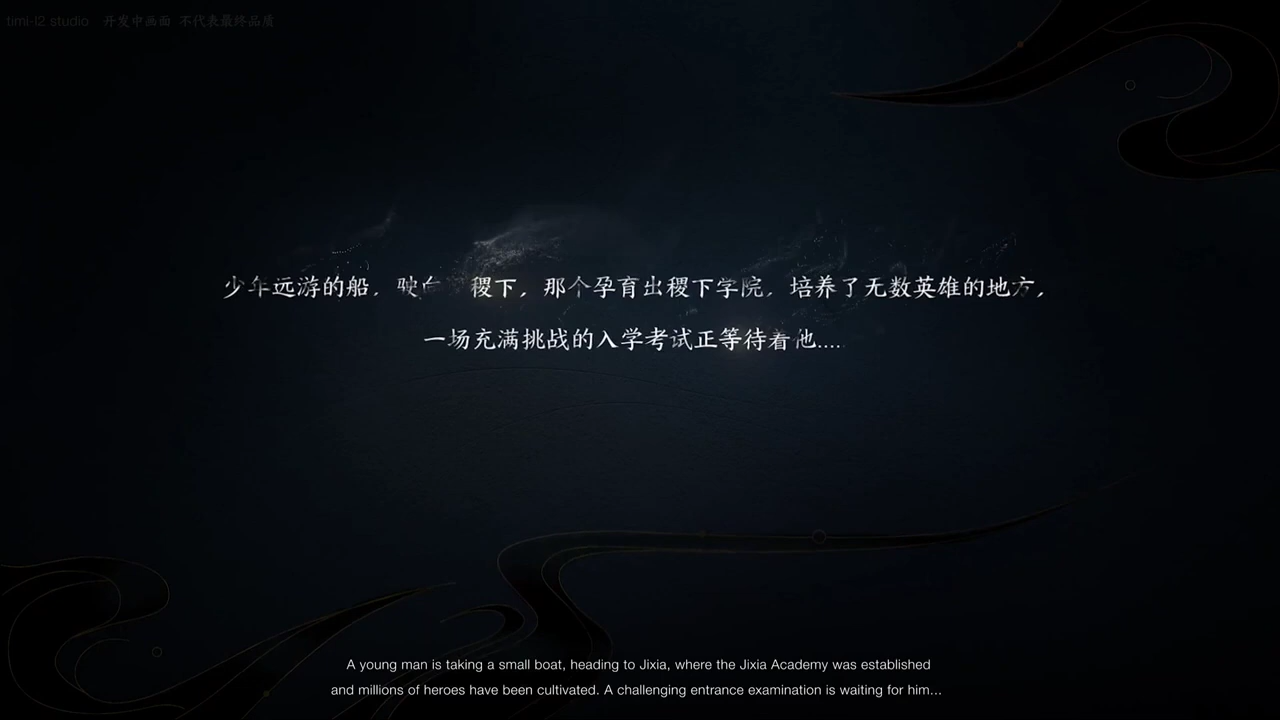 timi-l2 studio 开发中画面 不代表最终品质
少年远游的船，驶向 稷下，那个孕育出稷下学院，培养了无数英雄的地方，
一场充满挑战的入学考试正等待着他....
A young man is taking a small boat, heading to Jixia, where the Jixia Academy was established
and millions of heroes have been cultivated. A challenging entrance examination is waiting for him...